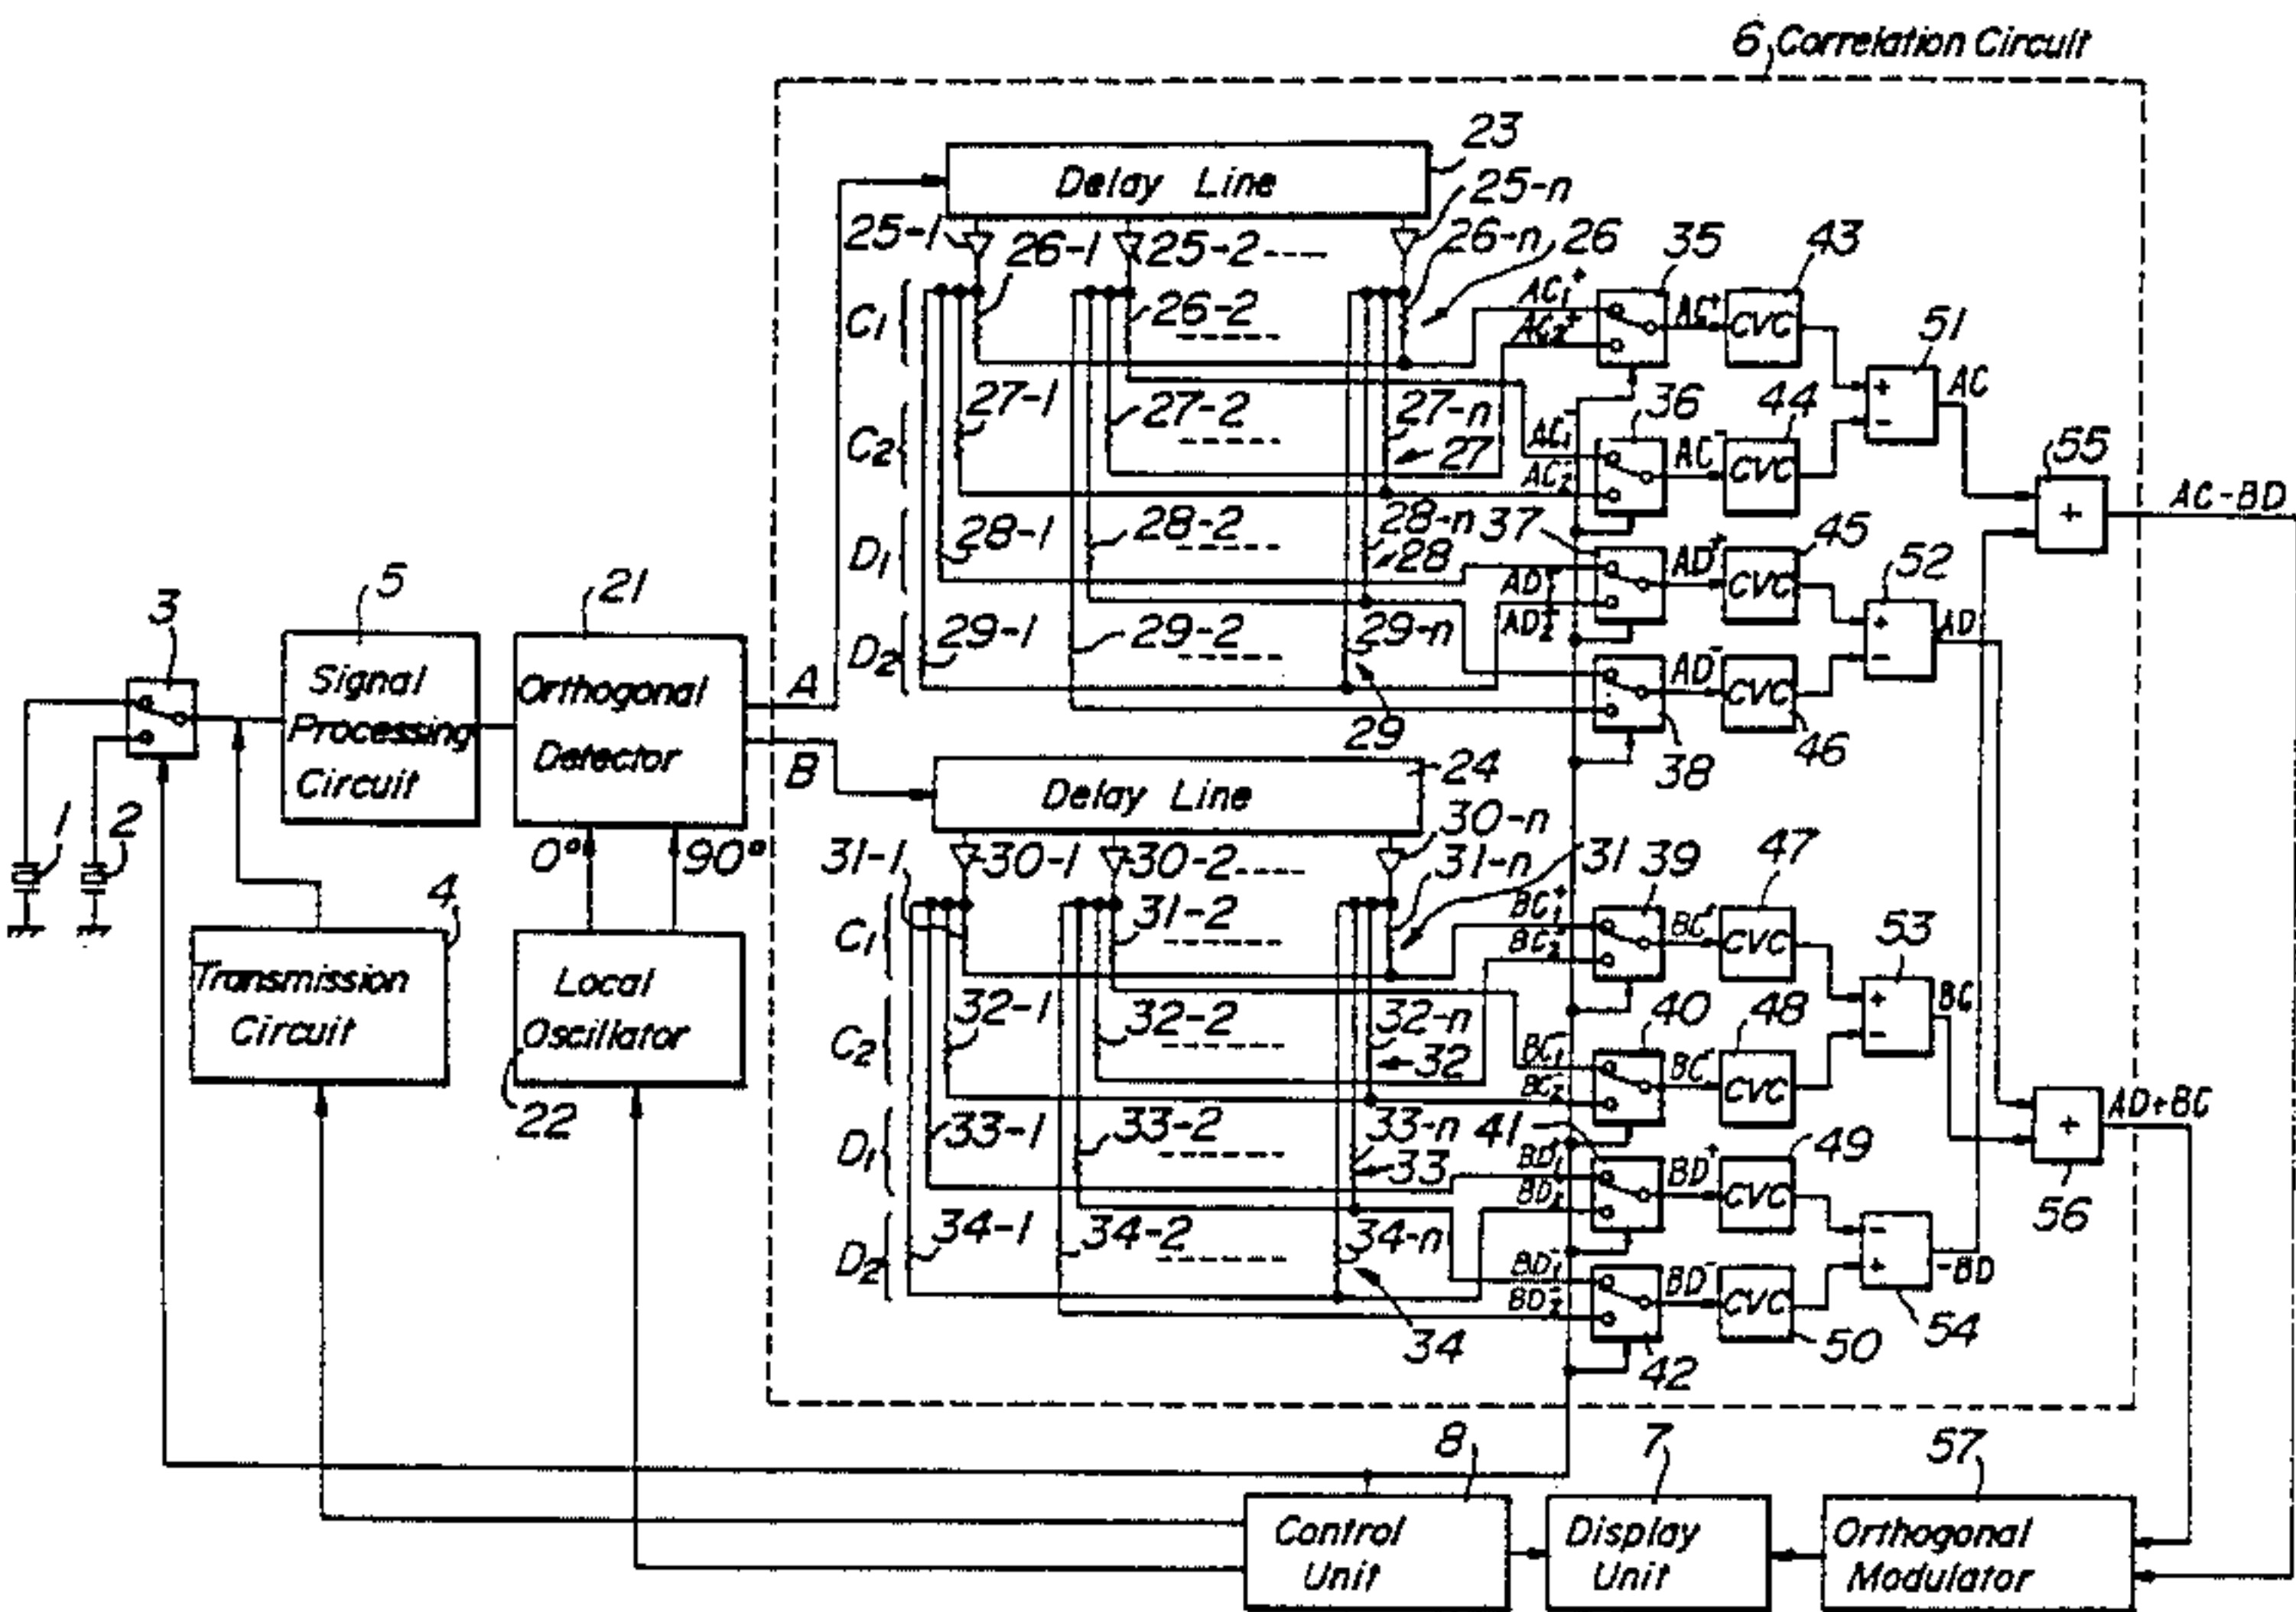 6 Correlation Circuit
23
Delay Line
25-n
25-1
26-1
25-2
26-n
26
35
43
C1
26-2
AC1+
AC2+
AC+
CVC
51
+
-
AC
27-1
27-2
27-n
27
C2
AC1-
AC2-
36
AC-
44
CVC
55
+
AC-BD
28-1
28-2
28-n
28
37
D1
AD1+
AD2+
AD+
45
CVC
52
+
-
AD
29-1
29-2
29-n
29
D2
AD-
CVC
46
38
3
5
Signal
Processing
Circuit
21
Orthogonal
Detector
A
B
24
Delay Line
1
2
0°
90°
31-1
30-1
30-2
30-n
31-n
31
39
47
4
Transmission
Circuit
Local
Oscillator
22
C1
31-2
BC1+
BC2+
BC+
CVC
53
+
-
BC
C2
32-1
32-2
32-n
32
BC1-
BC2-
40
BC-
48
CVC
+
AD+BC
56
D1
33-1
33-2
33-n
33
41
BD1+
BD2+
BD+
49
CVC
-
+
-BD
54
D2
34-1
34-2
34-n
34
BD1-
BD2-
BD-
CVC
50
42
8
Control
Unit
7
Display
Unit
57
Orthogonal
Modulator